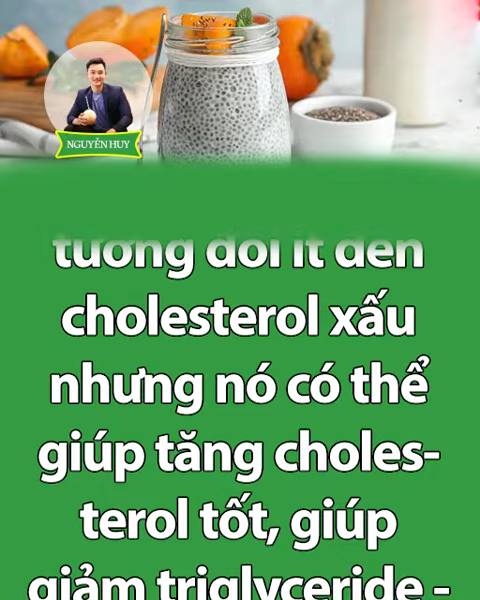 NGUYỄN HUY
tương đối ít đến
cholesterol xấu
nhưng nó có thể
giúp tăng choles-
terol tốt, giúp
giảm triglyceride -